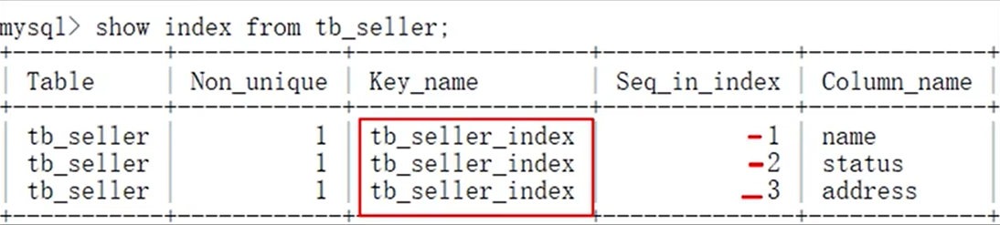 mysql> show index from tb_seller;
| Table | Non_unique | Key_name | Seq_in_index | Column_name |
| tb_seller | 1 | tb_seller_index | 1 | name |
| tb_seller | 1 | tb_seller_index | 2 | status |
| tb_seller | 1 | tb_seller_index | 3 | address |